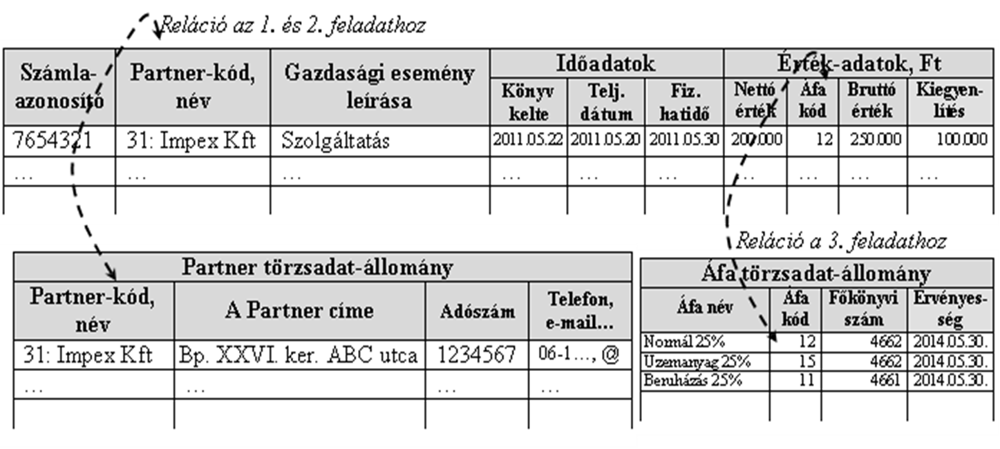 Reláció az 1. és 2. feladathoz
Számla-azonosító Partner-kód, név Gazdasági esemény leírása Időadatok Érték-adatok, Ft
Könyv kelte Telj. dátum Fiz. hatidő Nettó érték Áfa kód Bruttó érték Kiegyen-lítés
7654321 31: Impex Kft Szolgáltatás 2011.05.22 2011.05.20 2011.05.30 200.000 12 250.000 100.000
... ... ... ... ... ... ... ... ... ...
Reláció a 3. feladathoz
Partner törzsadat-állomány
Partner-kód, név A Partner címe Adószám Telefon, e-mail...
31: Impex Kft Bp. XXVI. ker. ABC utca 1234567 06-1..., @
... ... ... ...
Áfa törzsadat-állomány
Áfa név Áfa kód Főkönyvi szám Érvényes-ség
Normál 25% 12 4662 2014.05.30.
Üzemanyag 25% 15 4662 2014.05.30.
Beruházás 25% 11 4661 2014.05.30.